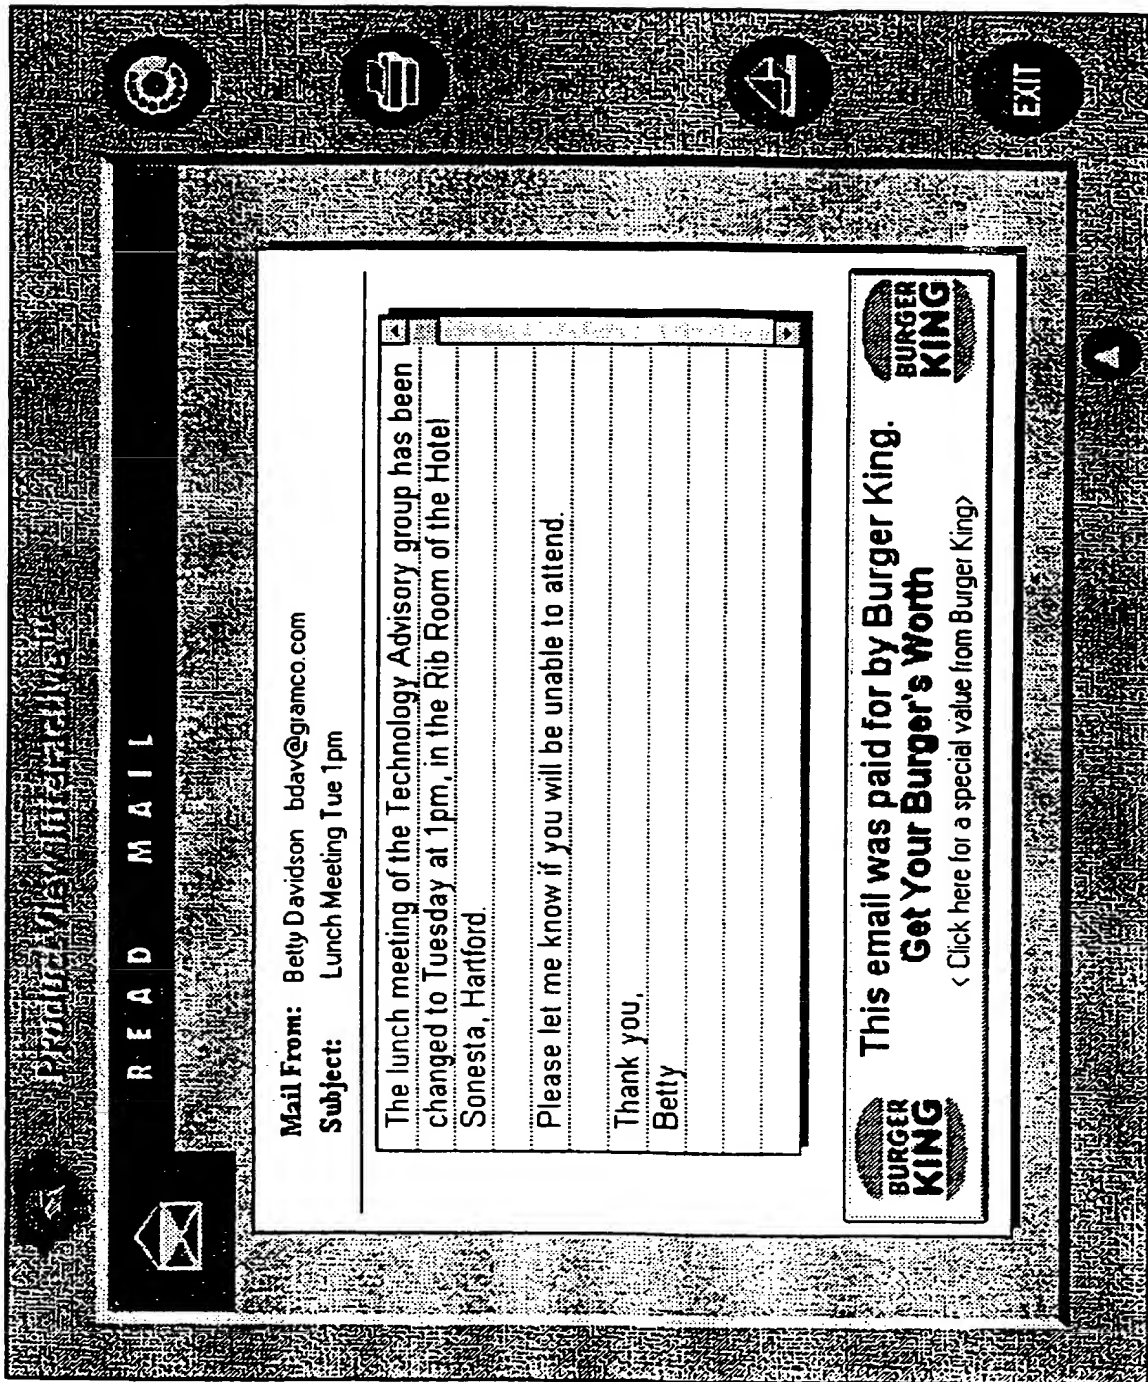 ProductView Interactive
READ MAIL
Mail From: Betty Davidson bdav@gramco.com
Subject: Lunch Meeting Tue 1pm
The lunch meeting of the Technology Advisory group has been
changed to Tuesday at 1pm, in the Rib Room of the Hotel
Sonesta, Hartford.
Please let me know if you will be unable to attend.
Thank you,
Betty
BURGER
KING
This email was paid for by Burger King.
Get Your Burger's Worth
< Click here for a special value from Burger King>
BURGER
KING
EXIT